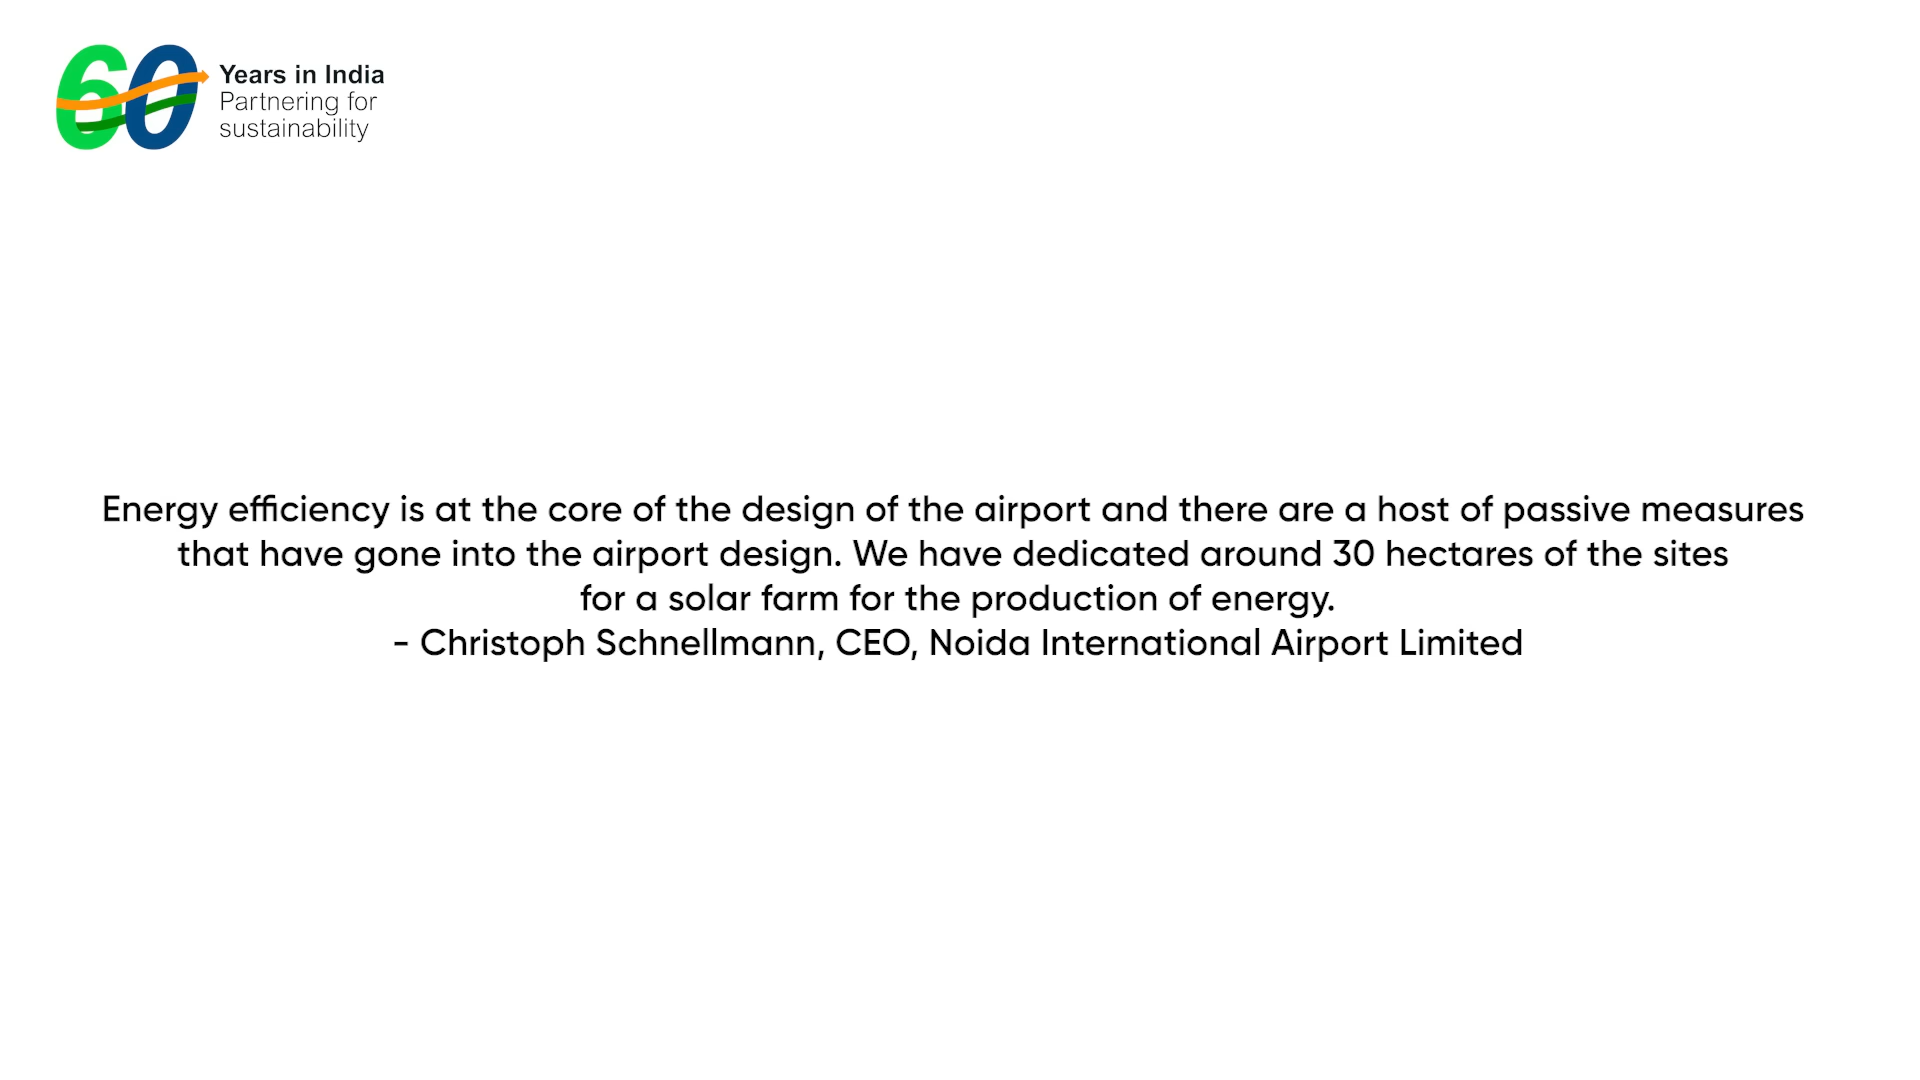 60
Years in India
Partnering for
sustainability
Energy efficiency is at the core of the design of the airport and there are a host of passive measures
that have gone into the airport design. We have dedicated around 30 hectares of the sites
for a solar farm for the production of energy.
- Christoph Schnellmann, CEO, Noida International Airport Limited